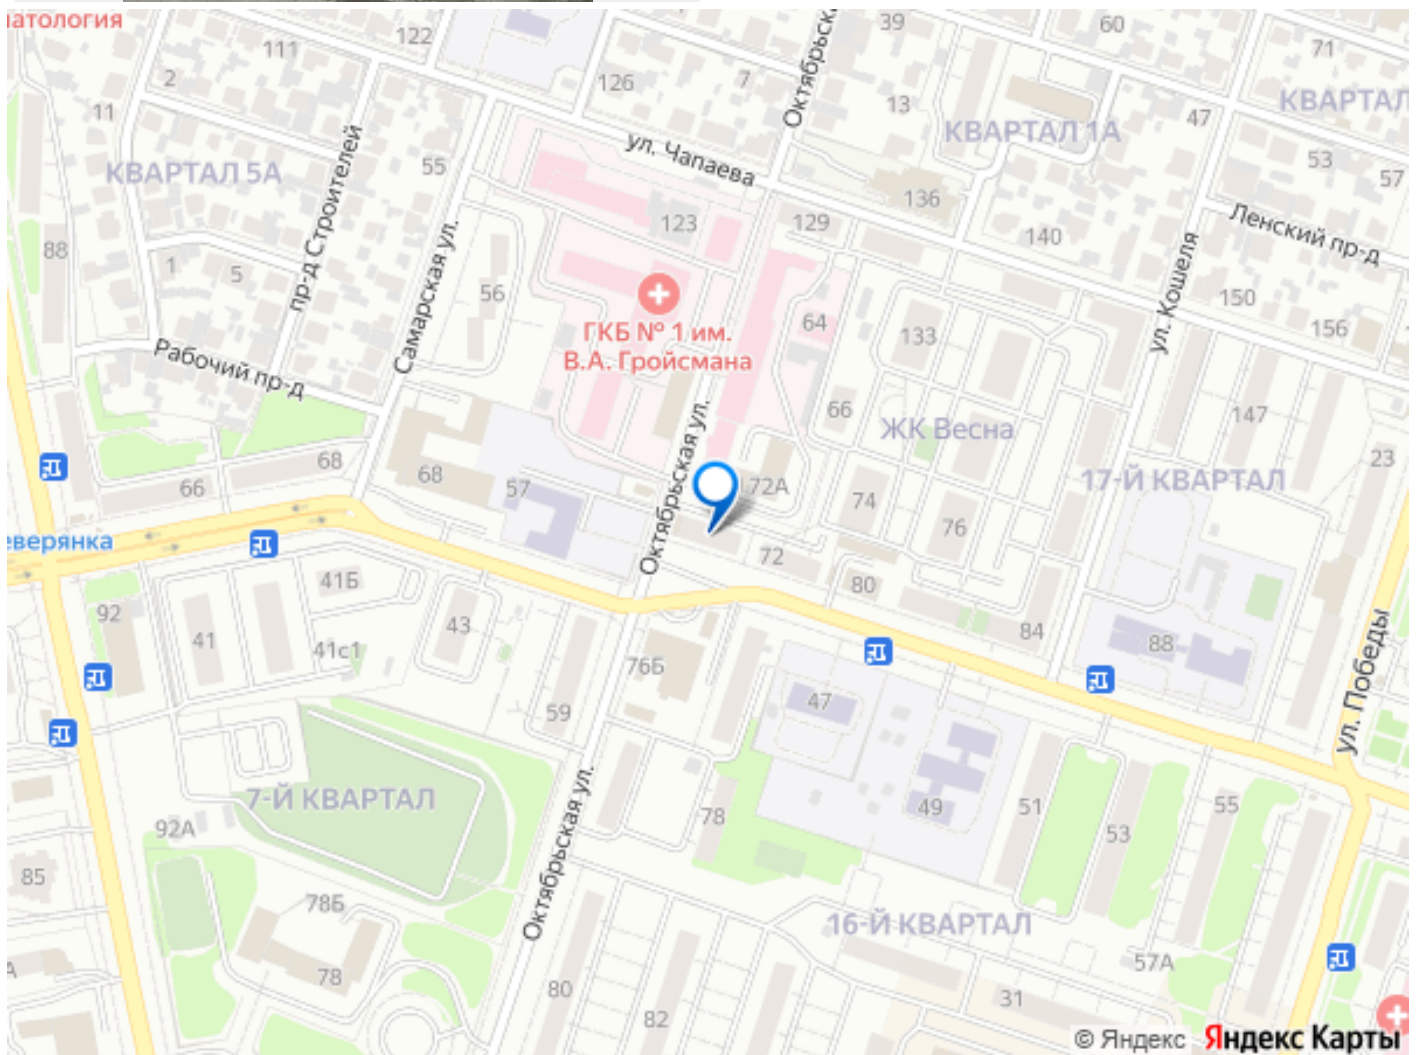 атология
111
122
2
11
КВАРТАЛ 5А
пр-д Строителей
55
126
7
Октябрьск
39
13
60
71
КВАРТАЛ
КВАРТАЛ 1А
47
53
57
ул. Чапаева
136
123
129
140
Ленский пр-д
88
1
5
Самарская ул.
56
ГКБ № 1 им.
В.А. Гройсмана
64
133
ул. Кошеля
150
156
Рабочий пр-д
66
ЖК Весна
147
23
68
66
68
57
Октябрьская ул.
72А
74
76
17-Й КВАРТАЛ
еверянка
72
80
84
88
41Б
92
41
41с1
43
59
76Б
47
ул. Победы
7-Й КВАРТАЛ
92А
85
78
49
51
53
55
Октябрьская ул.
78Б
78
16-Й КВАРТАЛ
57А
А
80
82
31
© Яндекс Яндекс Карты